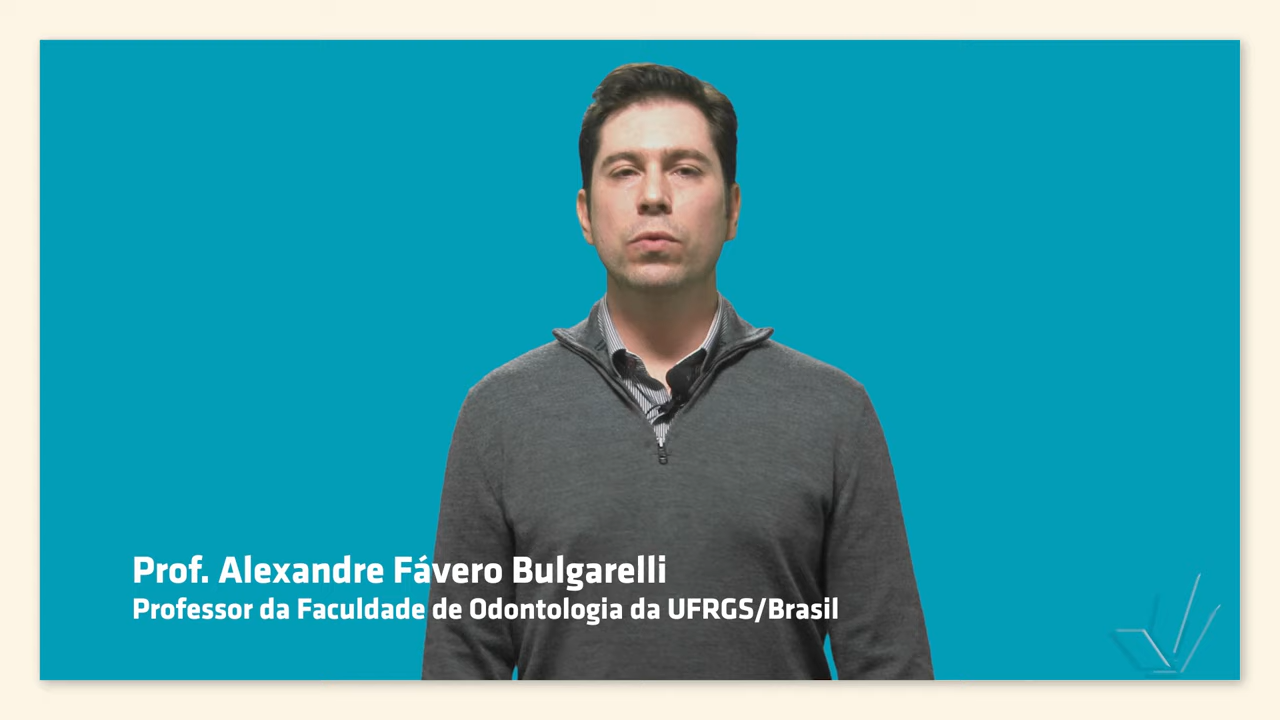 Prof. Alexandre Fávero Bulgarelli
Professor da Faculdade de Odontologia da UFRGS/Brasil